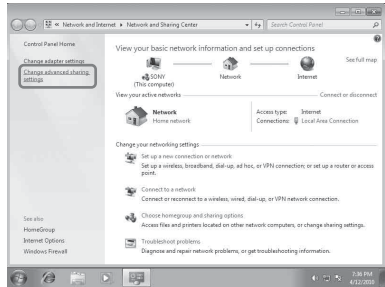 « Network and Internet ▸ Network and Sharing Center
Search Control Panel
Control Panel Home
Change adapter settings
Change advanced sharing settings
View your basic network information and set up connections
See full map
SONY
(This computer)
Network
Internet
View your active networks
Connect or disconnect
Network
Home network
Access type: Internet
Connections: Local Area Connection
Change your networking settings
Set up a new connection or network
Set up a wireless, broadband, dial-up, ad hoc, or VPN connection; or set up a router or access
point.
Connect to a network
Connect or reconnect to a wireless, wired, dial-up, or VPN network connection.
Choose homegroup and sharing options
Access files and printers located on other network computers, or change sharing settings.
Troubleshoot problems
Diagnose and repair network problems, or get troubleshooting information.
See also
HomeGroup
Internet Options
Windows Firewall
7:36 PM
4/12/2010